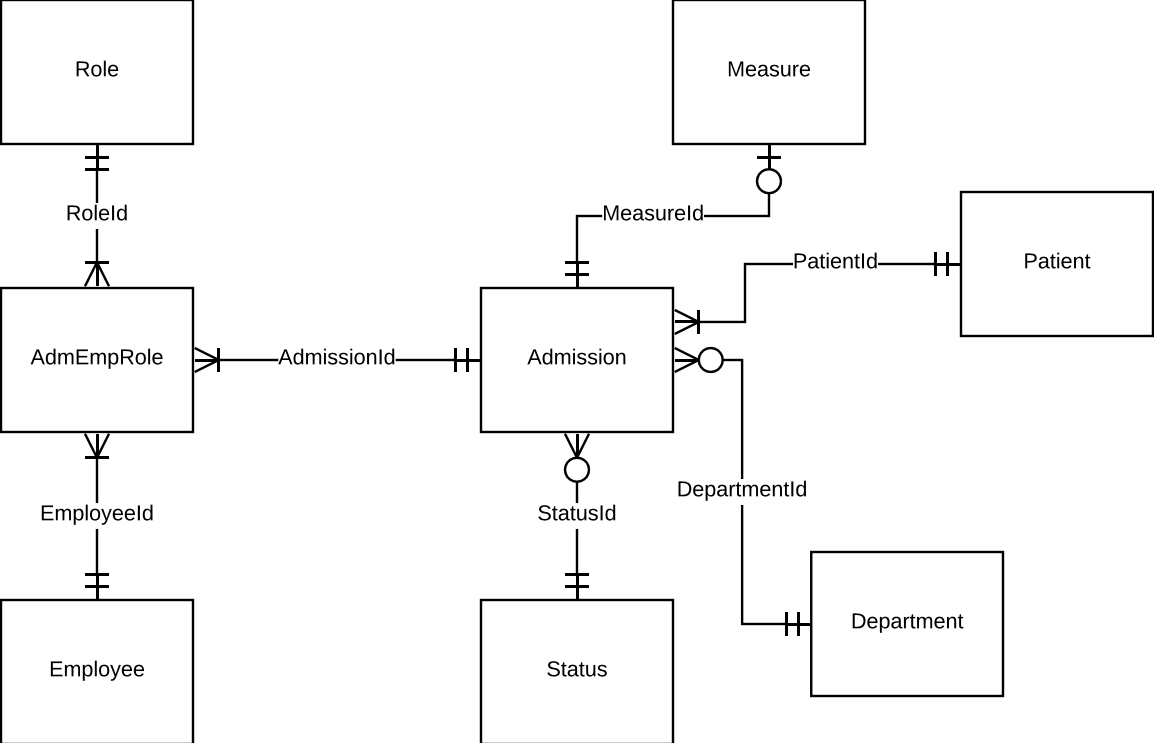 Role
Measure
RoleId
MeasureId
PatientId
Patient
AdmEmpRole
AdmissionId
Admission
DepartmentId
EmployeeId
StatusId
Department
Employee
Status